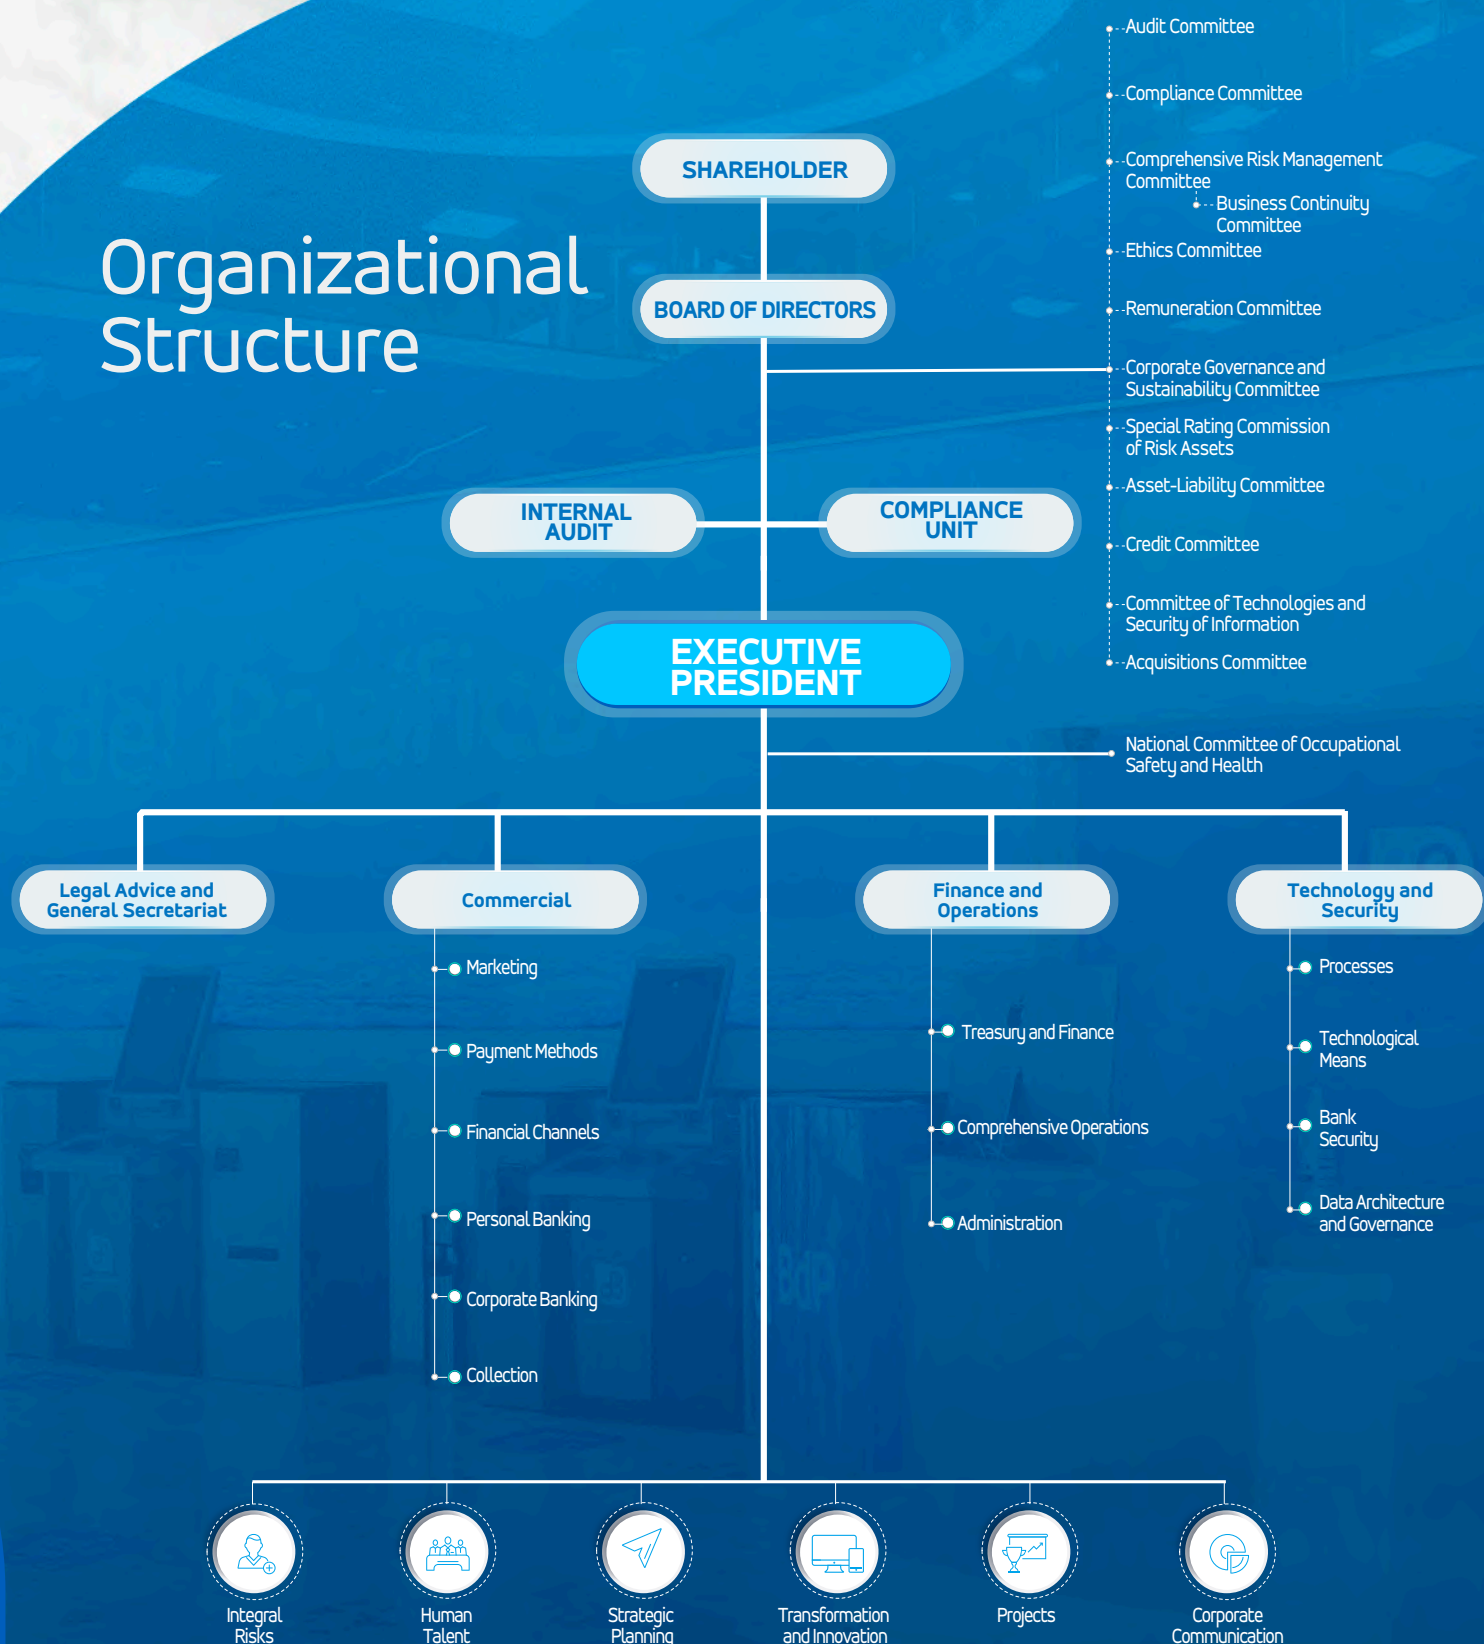 Organizational
Structure
SHAREHOLDER
BOARD OF DIRECTORS
Audit Committee
Compliance Committee
Comprehensive Risk Management
Committee
Business Continuity
Committee
Ethics Committee
Remuneration Committee
Corporate Governance and
Sustainability Committee
Special Rating Commission
of Risk Assets
Asset-Liability Committee
Credit Committee
Committee of Technologies and
Security of Information
Acquisitions Committee
INTERNAL
AUDIT
COMPLIANCE
UNIT
EXECUTIVE
PRESIDENT
National Committee of Occupational
Safety and Health
Legal Advice and
General Secretariat
Commercial
Marketing
Payment Methods
Financial Channels
Personal Banking
Corporate Banking
Collection
Finance and
Operations
Treasury and Finance
Comprehensive Operations
Administration
Technology and
Security
Processes
Technological
Means
Bank
Security
Data Architecture
and Governance
BdP
Integral
Risks
Human
Talent
Strategic
Planning
Transformation
and Innovation
Projects
Corporate
Communication